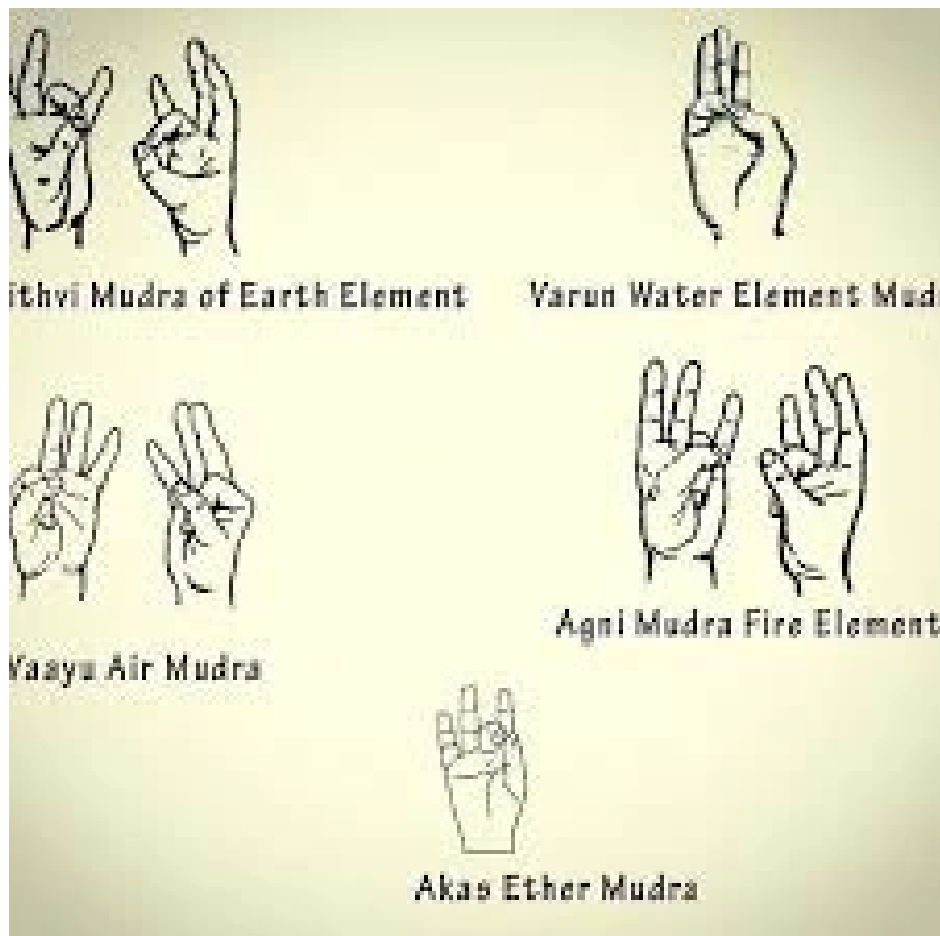 ithvi Mudra of Earth Element
Varun Water Element Mud
Agni Mudra Fire Element
Vaayu Air Mudra
Akas Ether Mudra